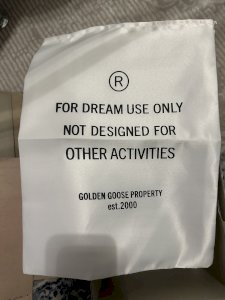 ®
FOR DREAM USE ONLY
NOT DESIGNED FOR
OTHER ACTIVITIES
GOLDEN GOOSE PROPERTY
est.2000